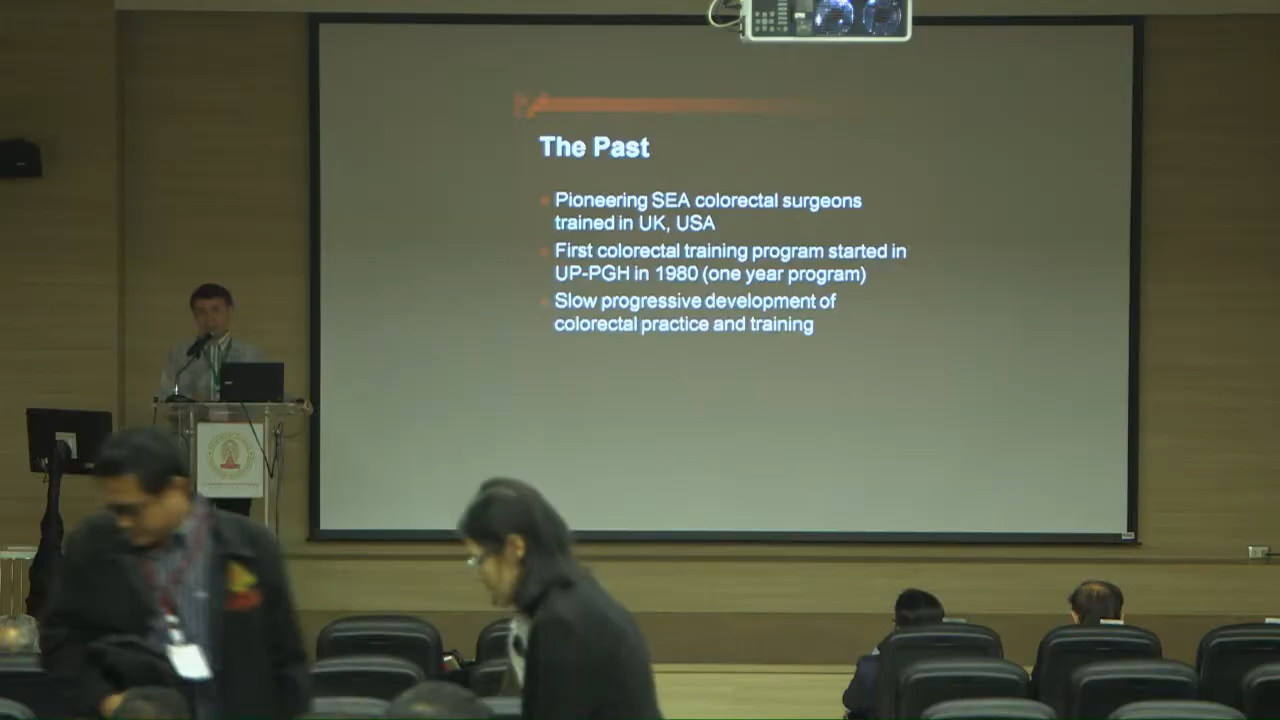 The Past
Pioneering SEA colorectal surgeons
trained in UK, USA
First colorectal training program started in
UP-PGH in 1980 (one year program)
Slow progressive development of
colorectal practice and training